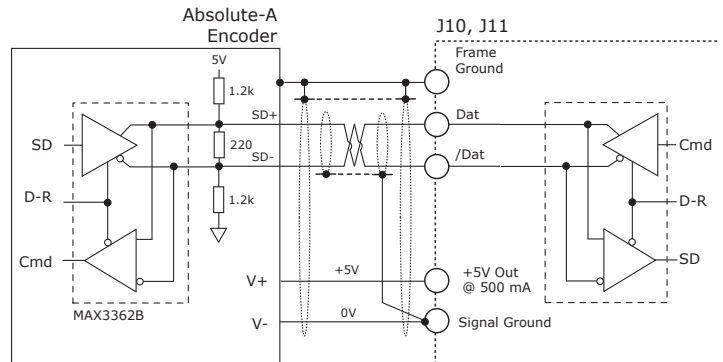 Absolute-A
Encoder
J10, J11
5V
Frame
Ground
1.2k
SD+
Dat
SD
220
Cmd
SD-
/Dat
D-R
D-R
1.2k
Cmd
SD
V+
+5V
+5V Out
@ 500 mA
MAX3362B
V-
0V
Signal Ground